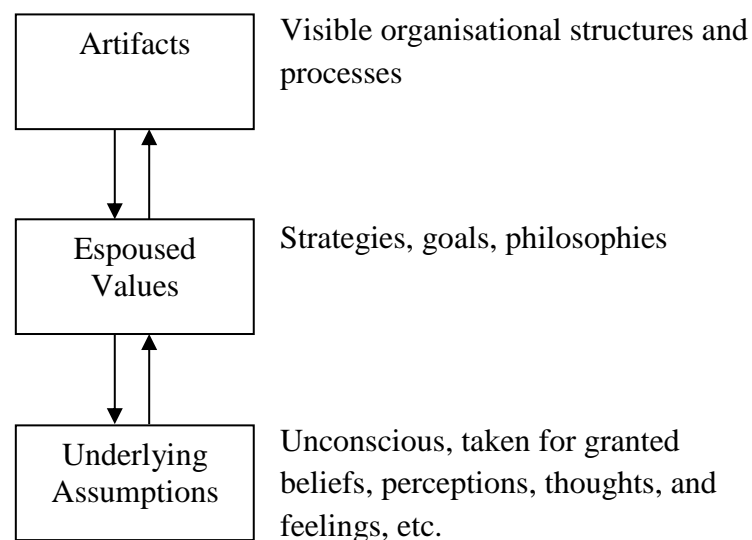 Artifacts
Visible organisational structures and
processes
Espoused
Values
Strategies, goals, philosophies
Underlying
Assumptions
Unconscious, taken for granted
beliefs, perceptions, thoughts, and
feelings, etc.